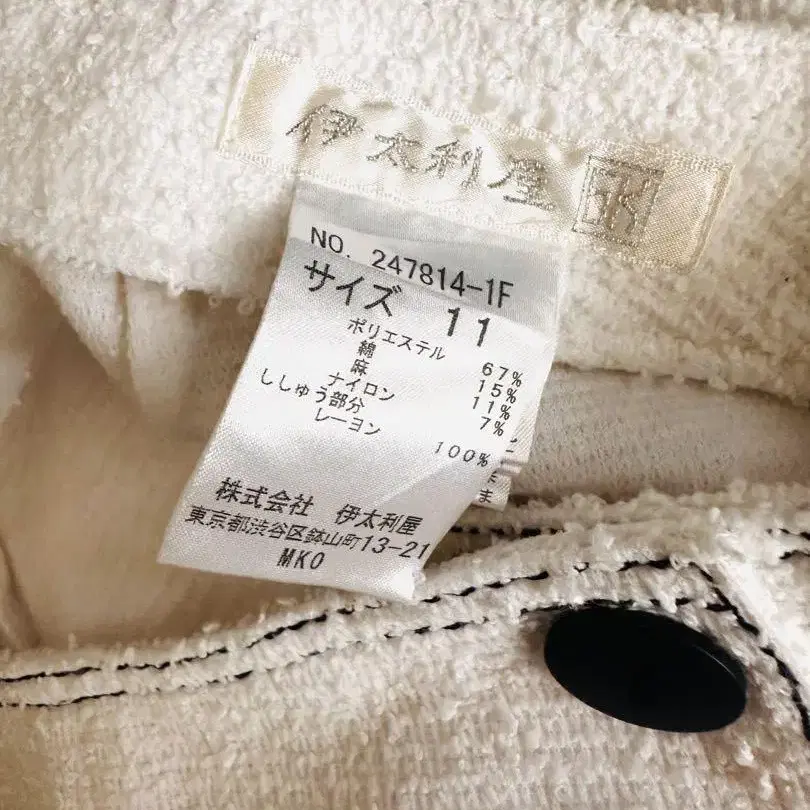 伊太利屋
NO. 247814-1F
サイズ 11
ポリエステル 67%
綿 15%
麻 11%
ナイロン 7%
ししゅう部分
レーヨン 100%
株式会社 伊太利屋
東京都渋谷区鉢山町13-21
MKO